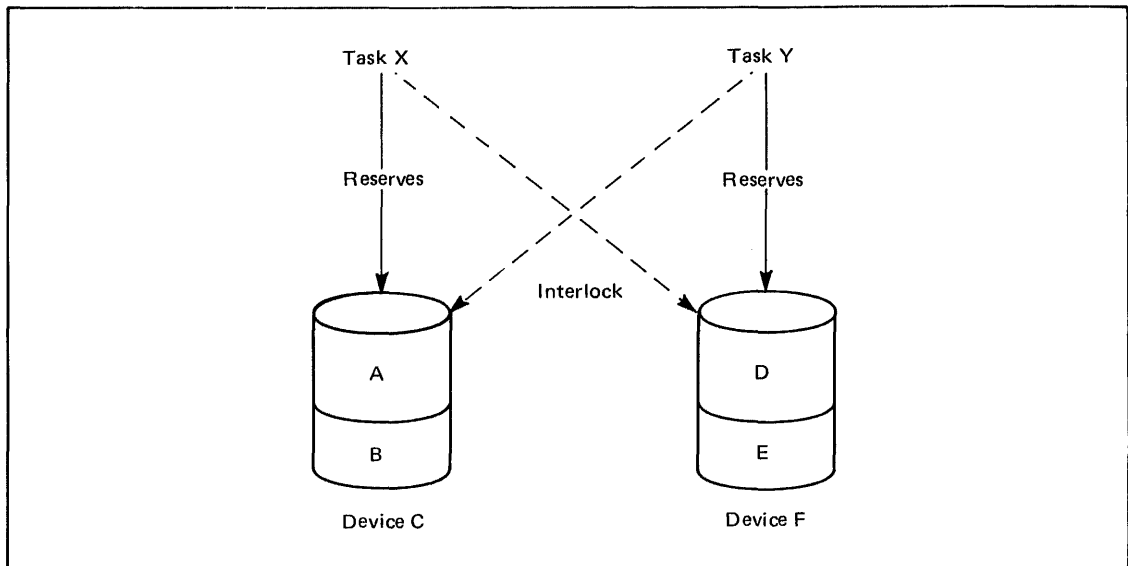 Task X Task Y
Reserves Reserves
Interlock
A D
B E
Device C Device F